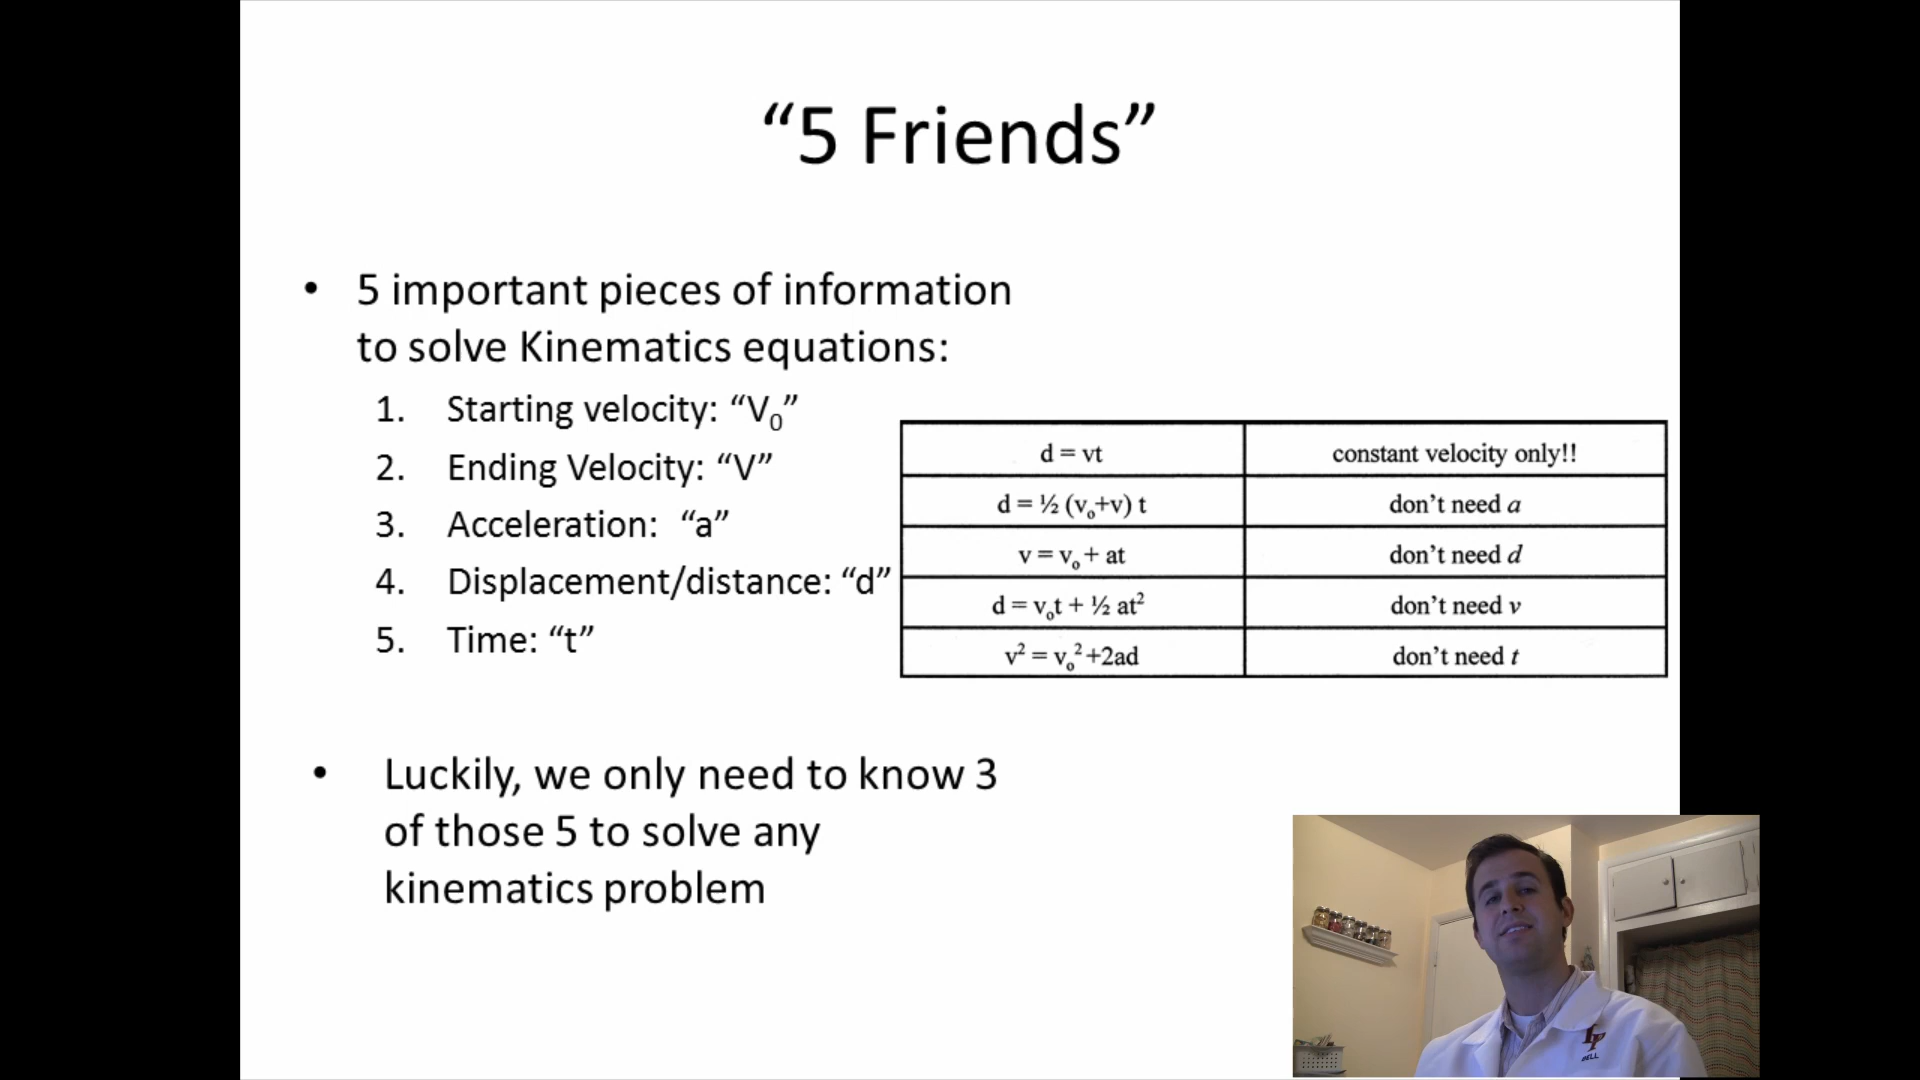 “5 Friends”
• 5 important pieces of information
to solve Kinematics equations:
1. Starting velocity: “V₀”
2. Ending Velocity: “V”
3. Acceleration: “a”
4. Displacement/distance: “d”
5. Time: “t”
d = vt constant velocity only!!
d = ½ (vₒ+v) t don’t need a
v = vₒ + at don’t need d
d = vₒt + ½ at² don’t need v
v² = vₒ²+2ad don’t need t
• Luckily, we only need to know 3
of those 5 to solve any
kinematics problem
BELL